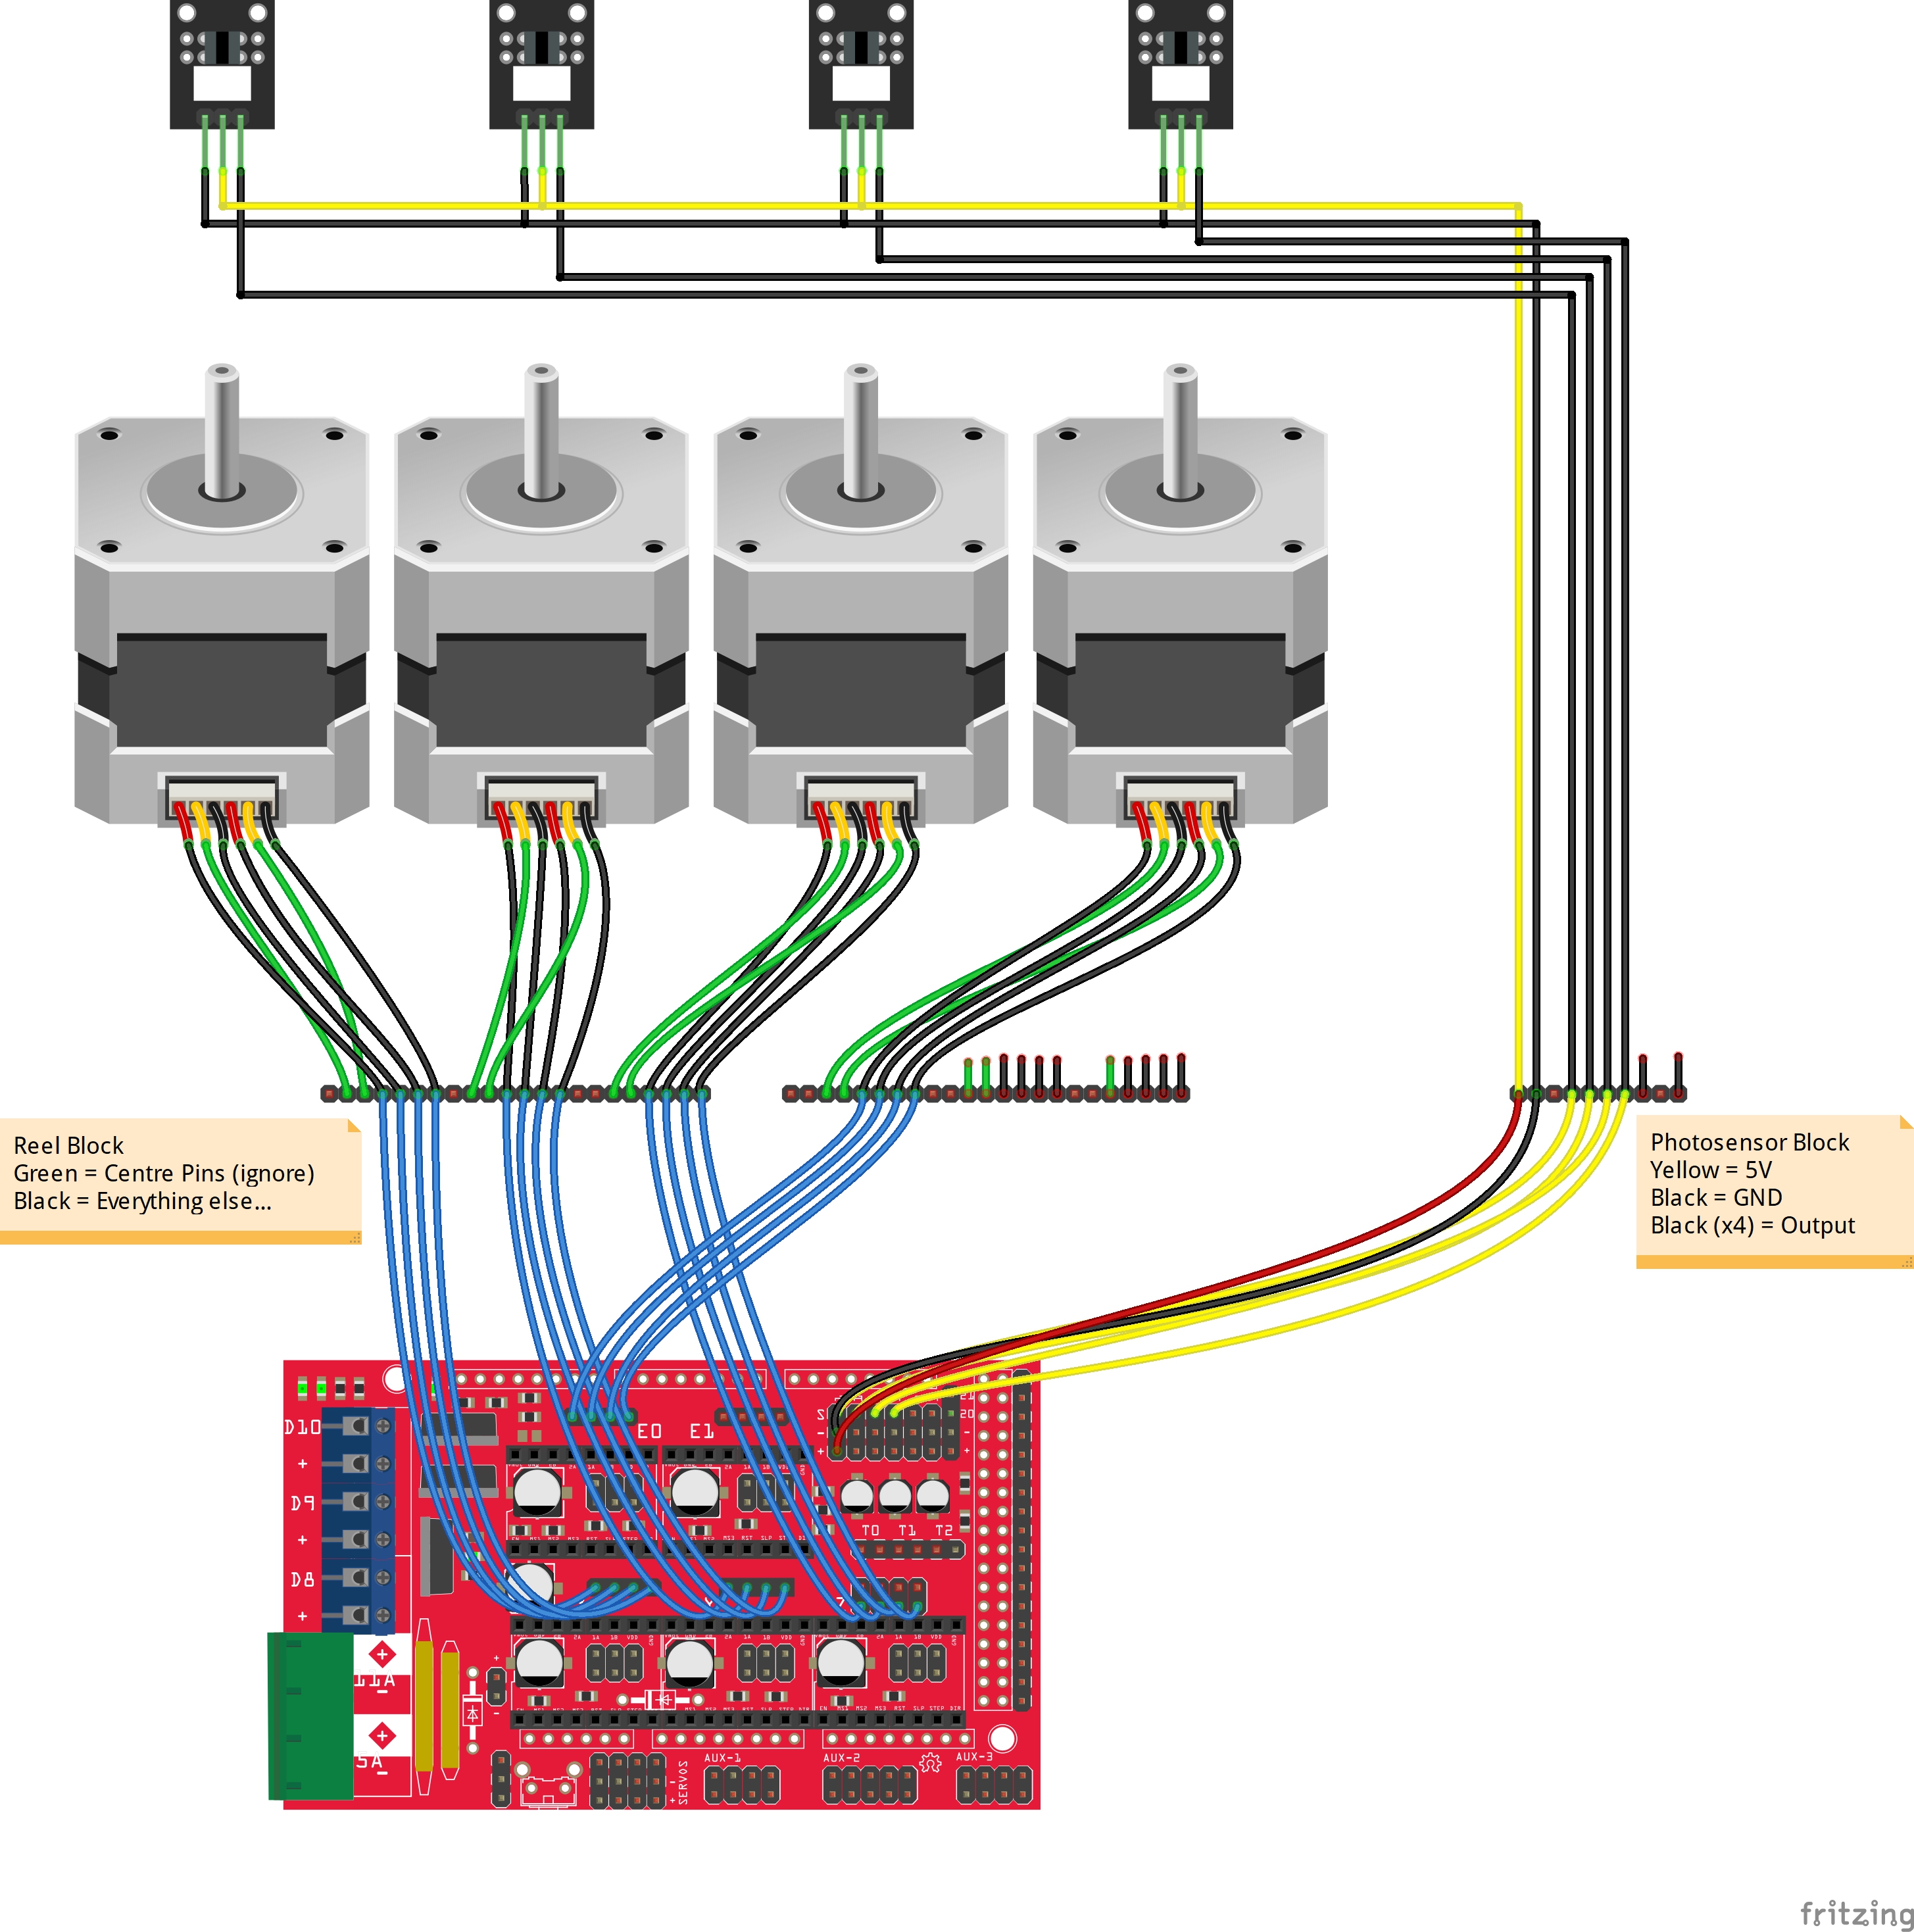 Reel Block
Green = Centre Pins (ignore)
Black = Everything else...
Photosensor Block
Yellow = 5V
Black = GND
Black (x4) = Output
D10
+
D9
+
D8
+
11A
5A
E0
E1
S
-
+
20
-
+
T0 T1 T2
+
-
SERVOS
AUX-1
AUX-2
AUX-3
fritzing